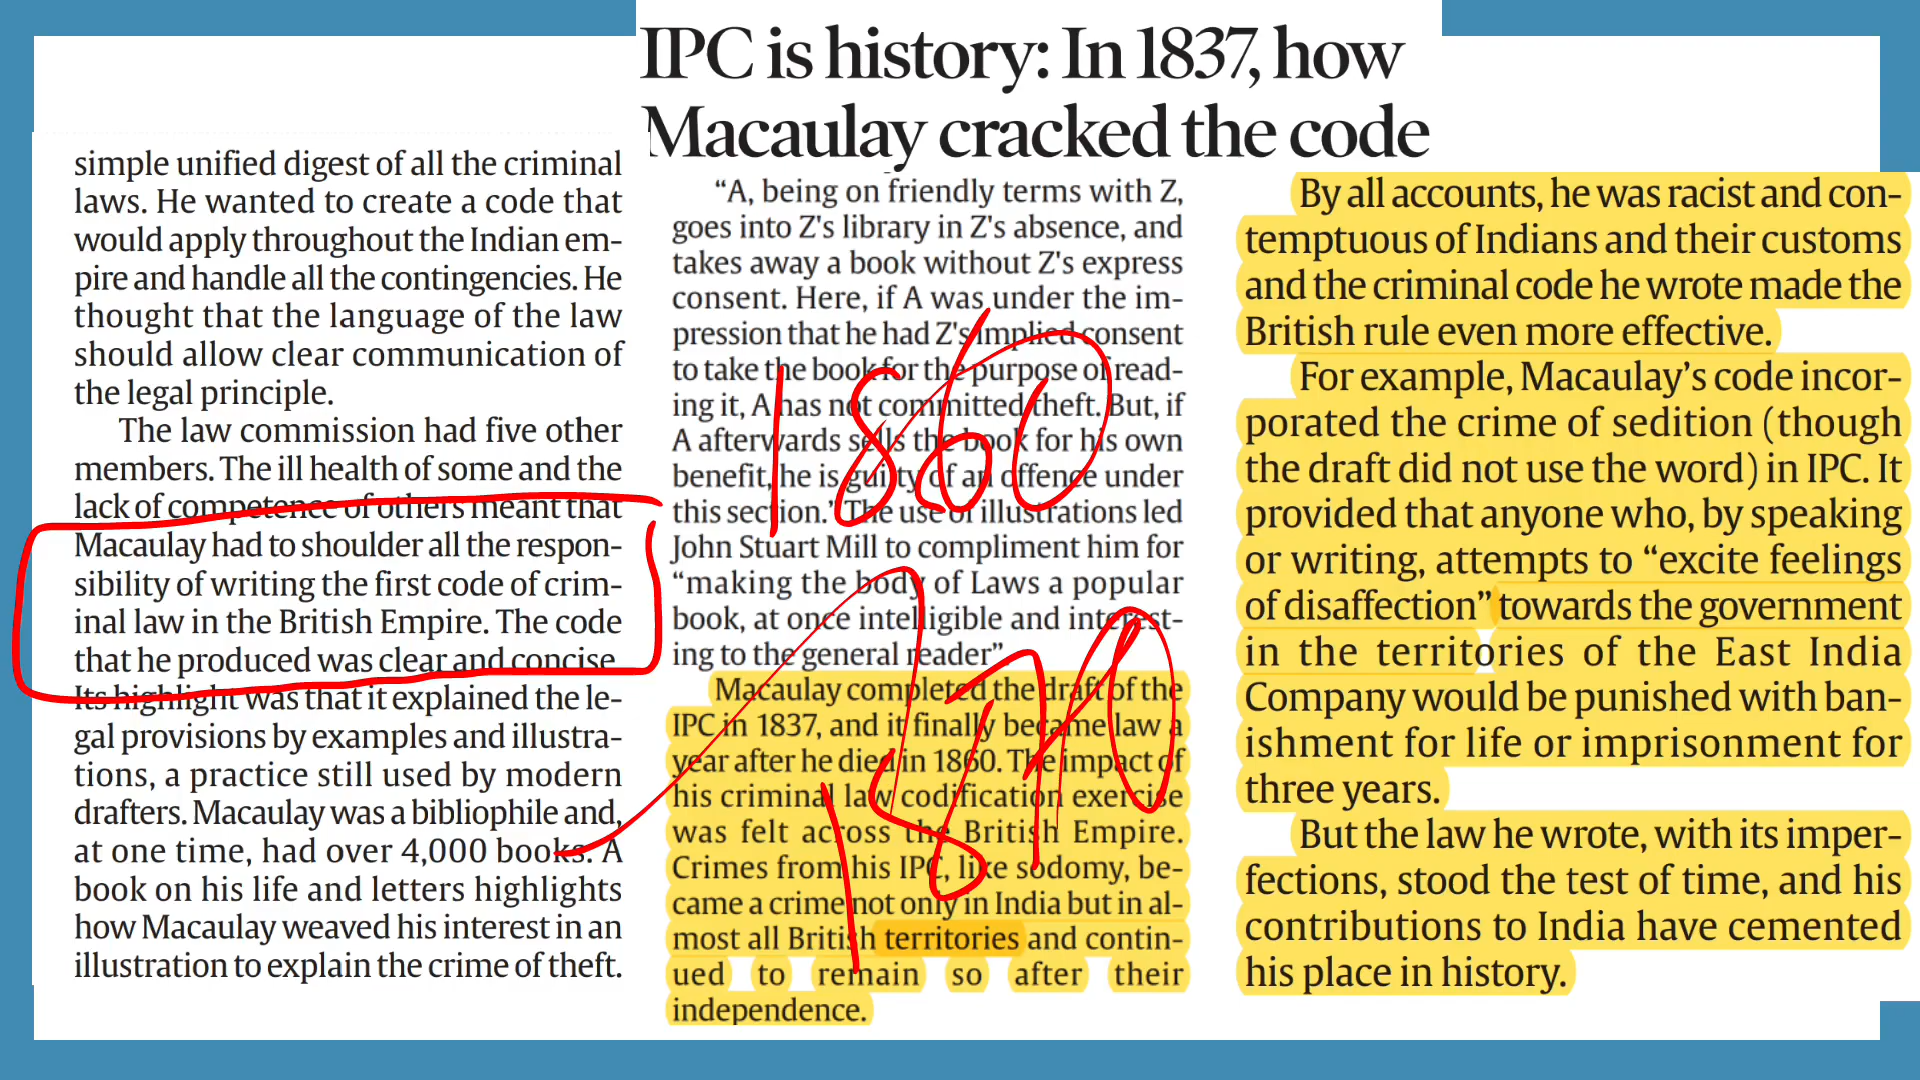 IPC is history: In 1837, how
Macaulay cracked the code
simple unified digest of all the criminal
laws. He wanted to create a code that
would apply throughout the Indian em-
pire and handle all the contingencies. He
thought that the language of the law
should allow clear communication of
the legal principle.
The law commission had five other
members. The ill health of some and the
lack of competence of others meant that
Macaulay had to shoulder all the respon-
sibility of writing the first code of crim-
inal law in the British Empire. The code
that he produced was clear and concise.
Its highlight was that it explained the le-
gal provisions by examples and illustra-
tions, a practice still used by modern
drafters. Macaulay was a bibliophile and,
at one time, had over 4,000 books. A
book on his life and letters highlights
how Macaulay weaved his interest in an
illustration to explain the crime of theft.
“A, being on friendly terms with Z,
goes into Z's library in Z's absence, and
takes away a book without Z's express
consent. Here, if A was under the im-
pression that he had Z's implied consent
to take the book for the purpose of read-
ing it, A has not committed theft. But, if
A afterwards sells the book for his own
benefit, he is guilty of an offence under
this section.” The use of illustrations led
John Stuart Mill to compliment him for
“making the body of Laws a popular
book, at once intelligible and interest-
ing to the general reader”
Macaulay completed the draft of the
IPC in 1837, and it finally became law a
year after he died in 1860. The impact of
his criminal law codification exercise
was felt across the British Empire.
Crimes from his IPC, like sodomy, be-
came a crime not only in India but in al-
most all British territories and contin-
ued to remain so after their
independence.
1860
By all accounts, he was racist and con-
temptuous of Indians and their customs
and the criminal code he wrote made the
British rule even more effective.
For example, Macaulay’s code incor-
porated the crime of sedition (though
the draft did not use the word) in IPC. It
provided that anyone who, by speaking
or writing, attempts to “excite feelings
of disaffection” towards the government
in the territories of the East India
Company would be punished with ban-
ishment for life or imprisonment for
three years.
But the law he wrote, with its imper-
fections, stood the test of time, and his
contributions to India have cemented
his place in history.